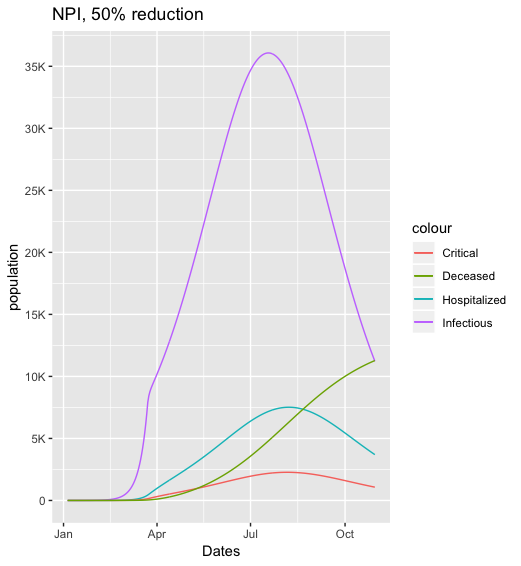 NPI, 50% reduction
population
35K
30K
25K
20K
15K
10K
5K
0
Jan Apr Jul Oct
Dates
colour
Critical
Deceased
Hospitalized
Infectious